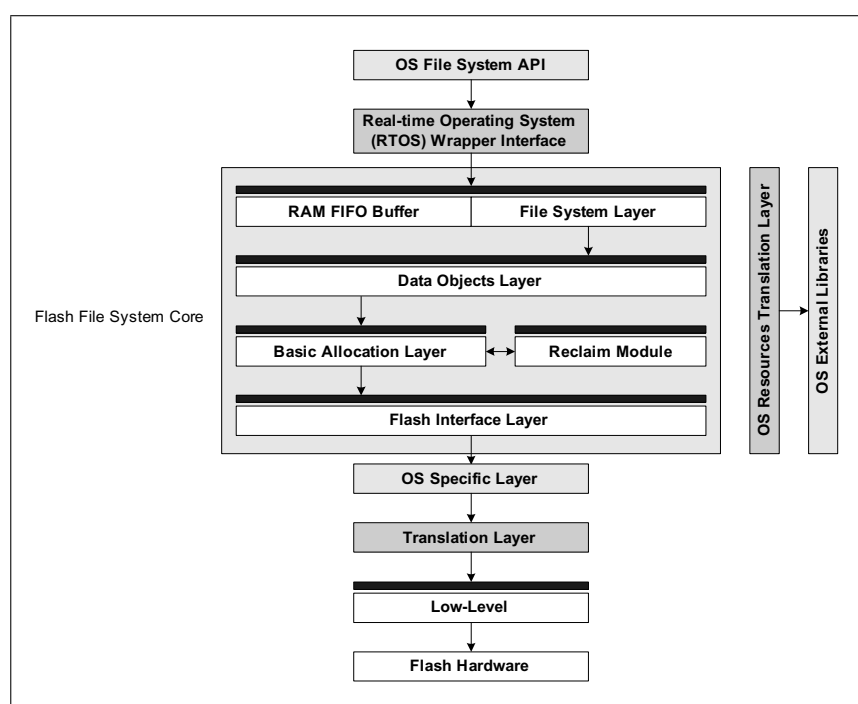 OS File System API
Real-time Operating System
(RTOS) Wrapper Interface
RAM FIFO Buffer
File System Layer
Data Objects Layer
Flash File System Core
Basic Allocation Layer
Reclaim Module
Flash Interface Layer
OS Resources Translation Layer
OS External Libraries
OS Specific Layer
Translation Layer
Low-Level
Flash Hardware